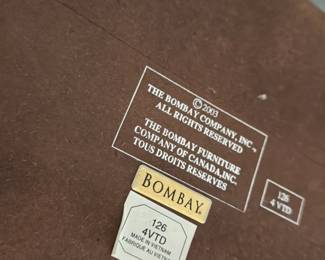 ©2003
THE BOMBAY COMPANY, INC.™
ALL RIGHTS RESERVED
THE BOMBAY FURNITURE
COMPANY OF CANADA,INC
TOUS DROITS RESERVES
126
4VTD
BOMBAY®
126
4VTD
MADE IN VIETNAM
FABRIQUE AU VIETNAM